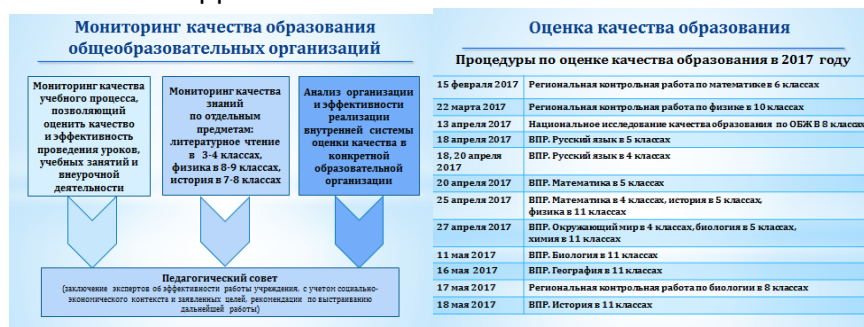 Мониторинг качества образования
общеобразовательных организаций
Мониторинг качества
учебного процесса,
позволяющий
оценить качество
и эффективность
проведения уроков,
учебных занятий и
внеурочной
деятельности
Мониторинг качества
знаний
по отдельным
предметам:
литературное чтение
в 3-4 классах,
физика в 8-9 классах,
история в 7-8 классах
Анализ организации
и эффективности
реализации
внутренней системы
оценки качества в
конкретной
образовательной
организации
Педагогический совет
(заключение экспертов об эффективности работы учреждения, с учетом социально-
экономического контекста и заявленных целей, рекомендации по выстраиванию
дальнейшей работы)
Оценка качества образования
Процедуры по оценке качества образования в 2017 году
15 февраля 2017 Региональная контрольная работа по математике в 6 классах
22 марта 2017 Региональная контрольная работа по физике в 10 классах
13 апреля 2017 Национальное исследование качества образования по ОБЖ В 8 классах
18 апреля 2017 ВПР. Русский язык в 5 классах
18, 20 апреля ВПР. Русский язык в 4 классах
2017
20 апреля 2017 ВПР. Математика в 5 классах
25 апреля 2017 ВПР. Математика в 4 классах, история в 5 классах,
физика в 11 классах
27 апреля 2017 ВПР. Окружающий мир в 4 классах, биология в 5 классах,
химия в 11 классах
11 мая 2017 ВПР. Биология в 11 классах
16 мая 2017 ВПР. География в 11 классах
17 мая 2017 Региональная контрольная работа по биологии в 8 классах
18 мая 2017 ВПР. История в 11 классах